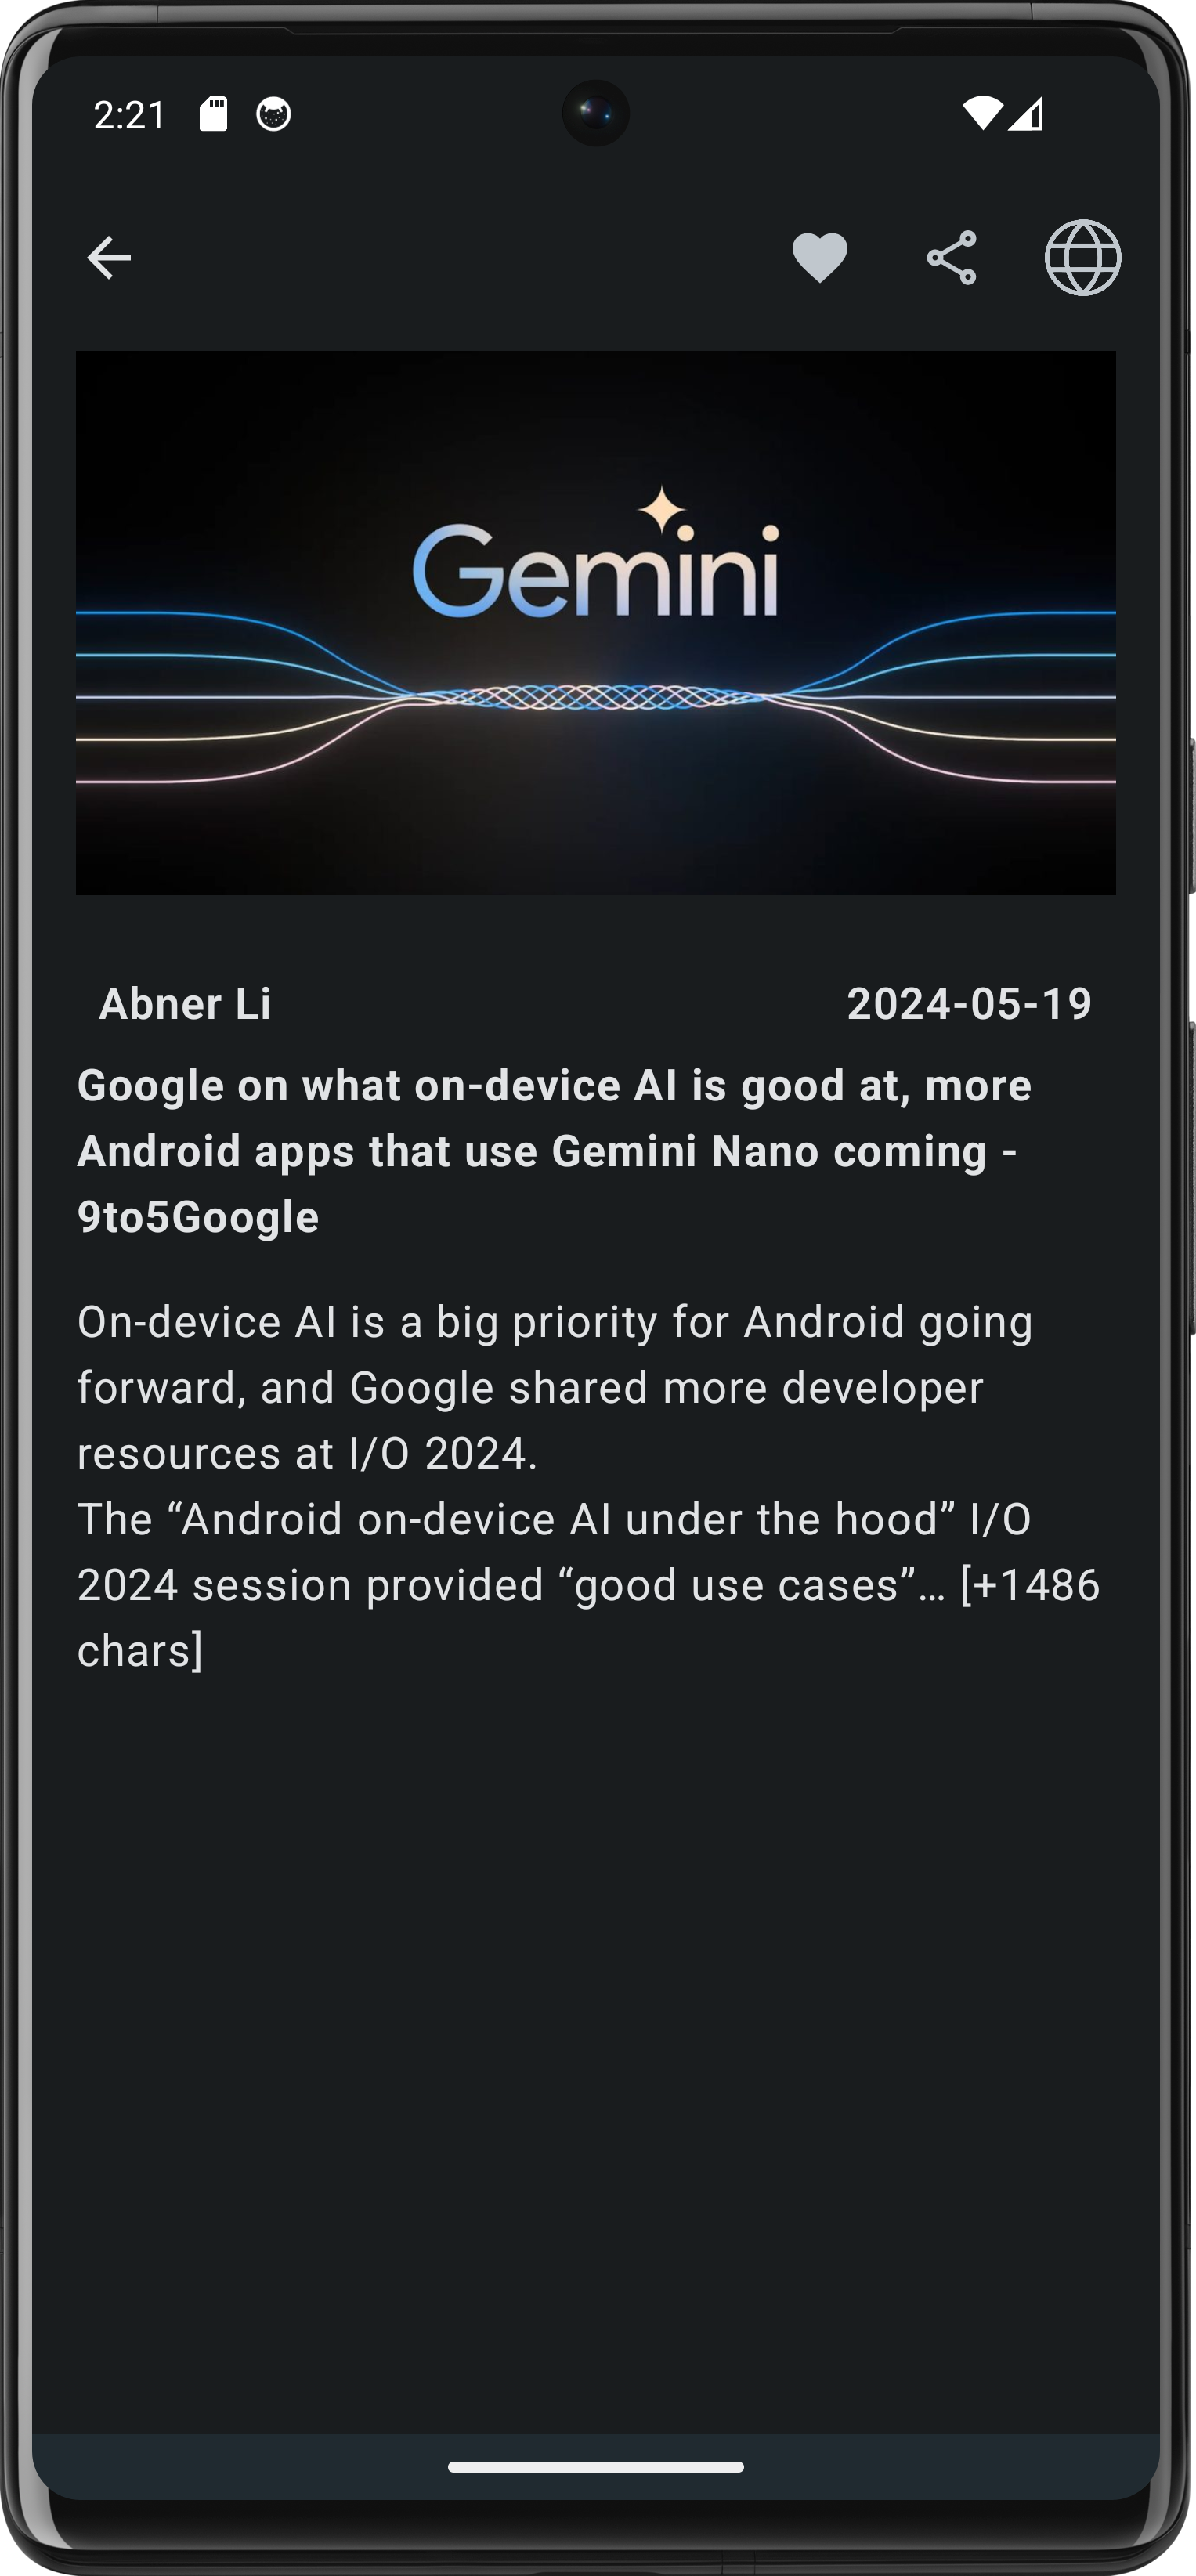 2:21
Gemini
Abner Li 2024-05-19
Google on what on-device AI is good at, more
Android apps that use Gemini Nano coming -
9to5Google
On-device AI is a big priority for Android going
forward, and Google shared more developer
resources at I/O 2024.
The “Android on-device AI under the hood” I/O
2024 session provided “good use cases”… [+1486
chars]